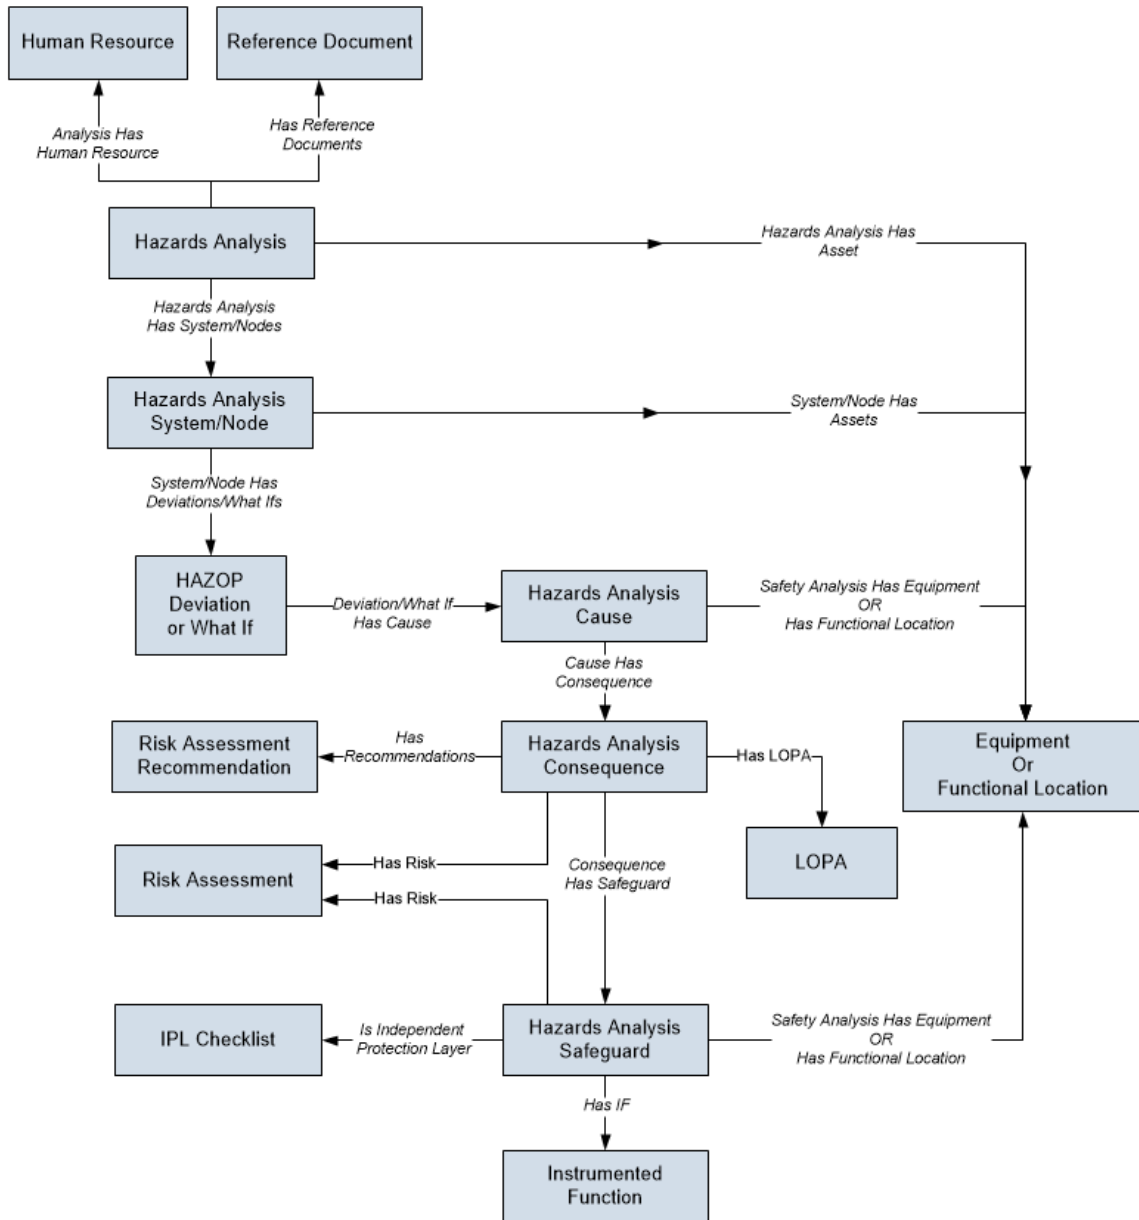 Human Resource
Reference Document
Analysis Has
Human Resource
Has Reference
Documents
Hazards Analysis
Hazards Analysis Has
Asset
Hazards Analysis
Has System/Nodes
Hazards Analysis
System/Node
System/Node Has
Assets
System/Node Has
Deviations/What Ifs
HAZOP
Deviation
or What If
Deviation/What If
Has Cause
Hazards Analysis
Cause
Safety Analysis Has Equipment
OR
Has Functional Location
Cause Has
Consequence
Risk Assessment
Recommendation
Has
Recommendations
Hazards Analysis
Consequence
Has LOPA
Equipment
Or
Functional Location
LOPA
Risk Assessment
Has Risk
Has Risk
Consequence
Has Safeguard
IPL Checklist
Is Independent
Protection Layer
Hazards Analysis
Safeguard
Safety Analysis Has Equipment
OR
Has Functional Location
Has IF
Instrumented
Function